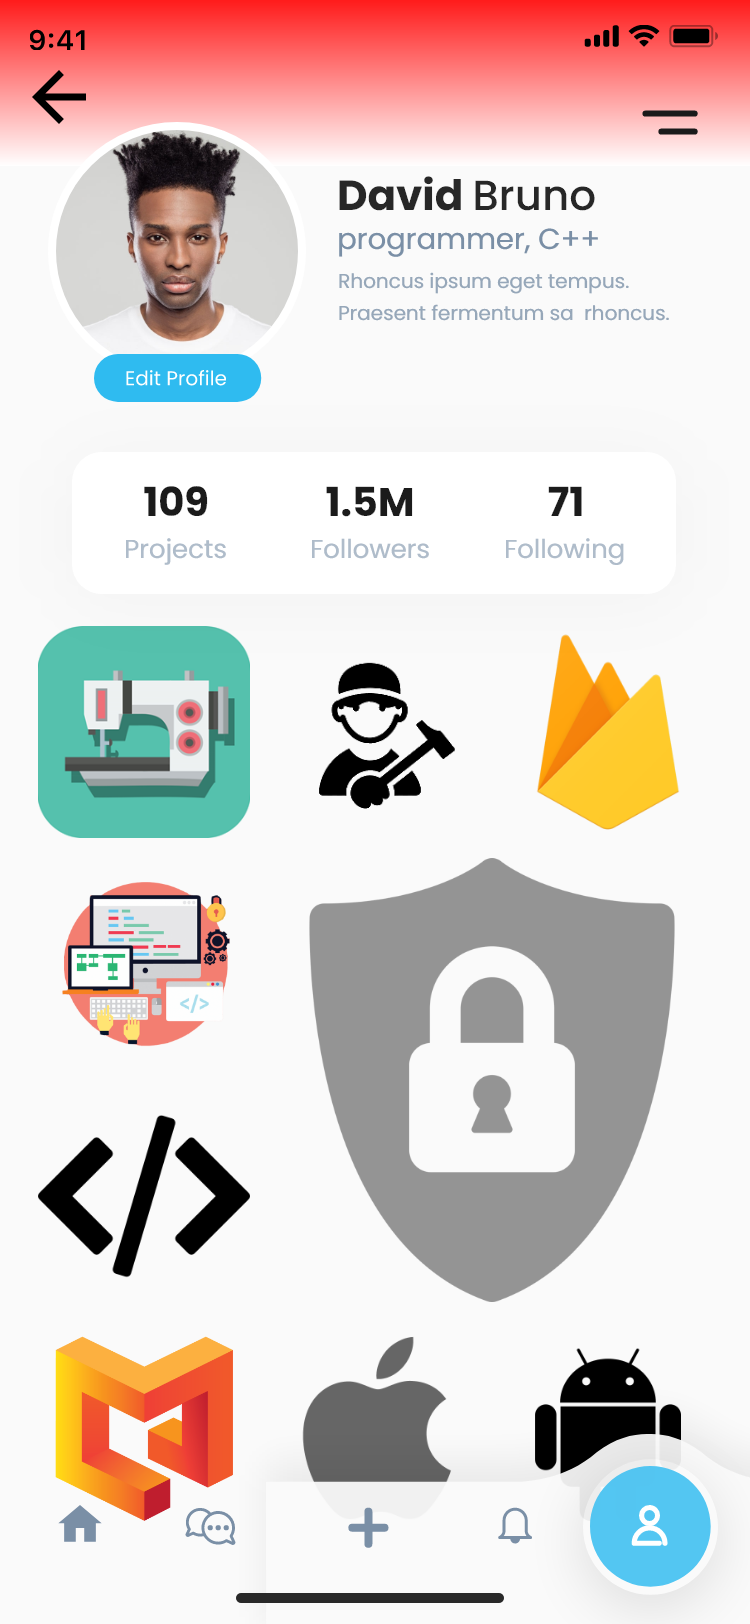 9:41
David Bruno
programmer, C++
Rhoncus ipsum eget tempus.
Praesent fermentum sa rhoncus.
Edit Profile
109 1.5M 71
Projects Followers Following
</>
</>